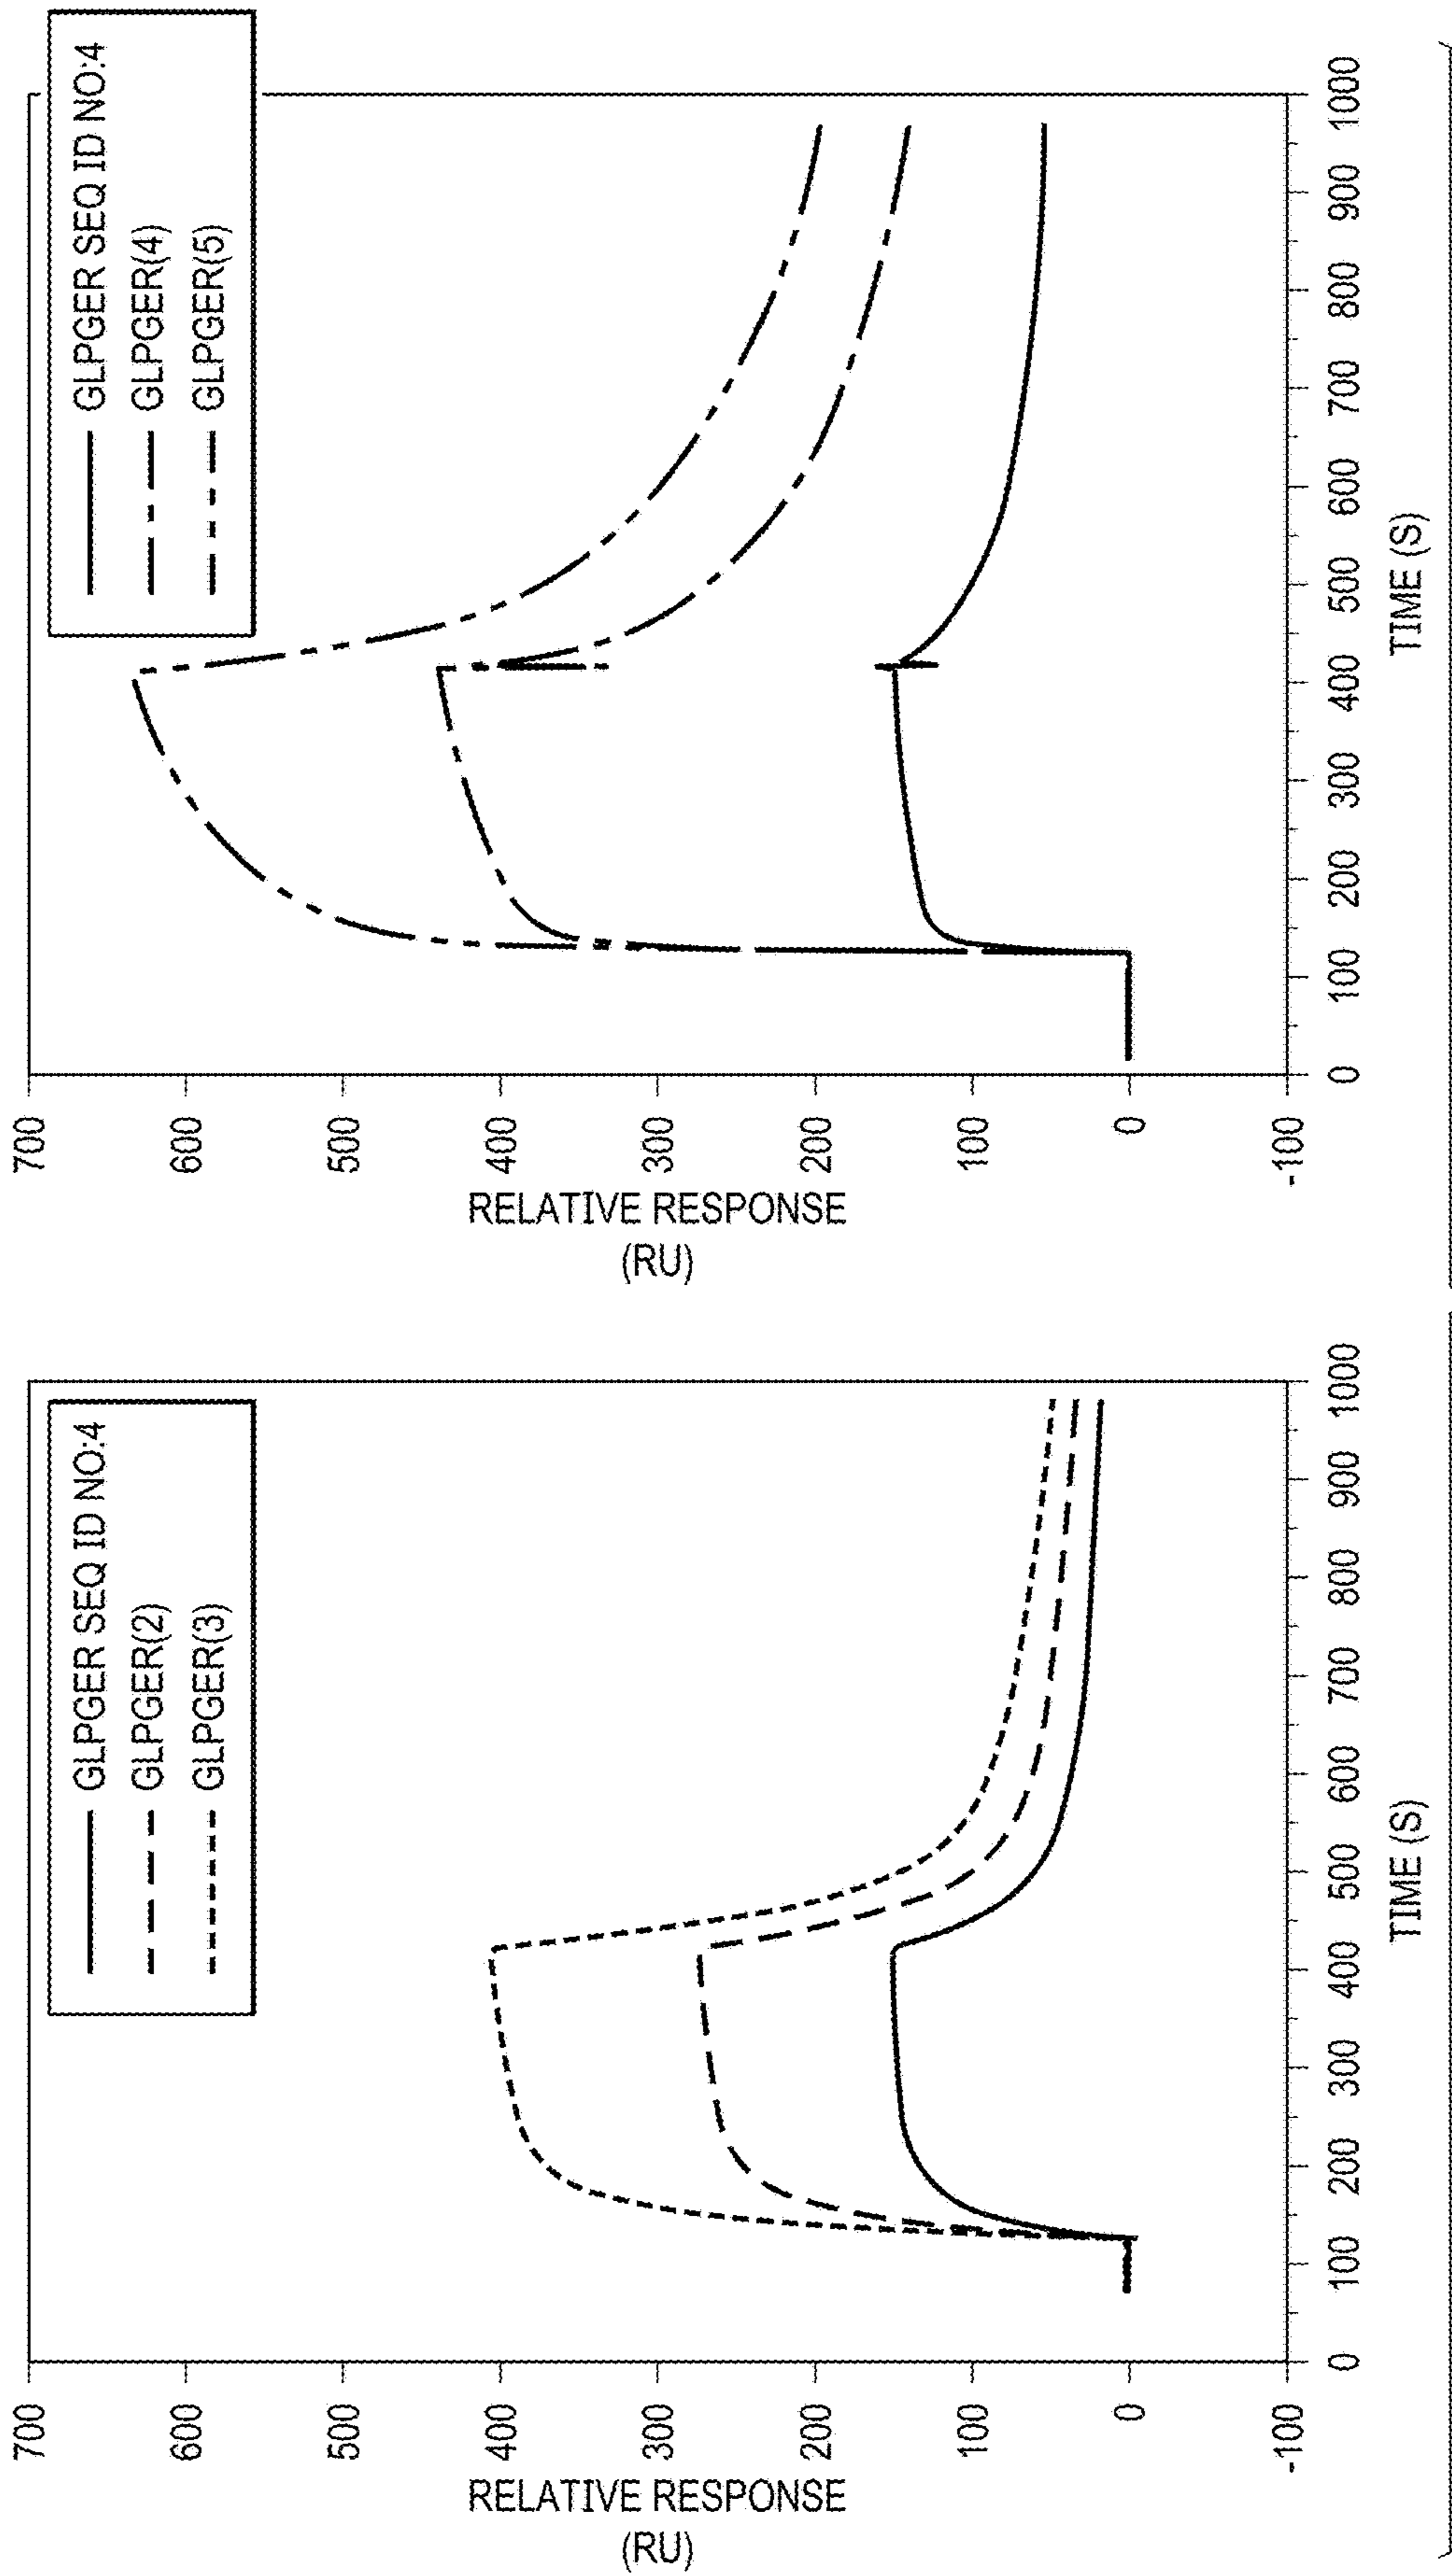 GLPGER SEQ ID NO:4
GLPGER(2)
GLPGER(3)
700
600
500
400
300
200
100
0
-100
RELATIVE RESPONSE
(RU)
0 100 200 300 400 500 600 700 800 900 1000
TIME (S)
GLPGER SEQ ID NO:4
GLPGER(4)
GLPGER(5)
700
600
500
400
300
200
100
0
-100
RELATIVE RESPONSE
(RU)
0 100 200 300 400 500 600 700 800 900 1000
TIME (S)